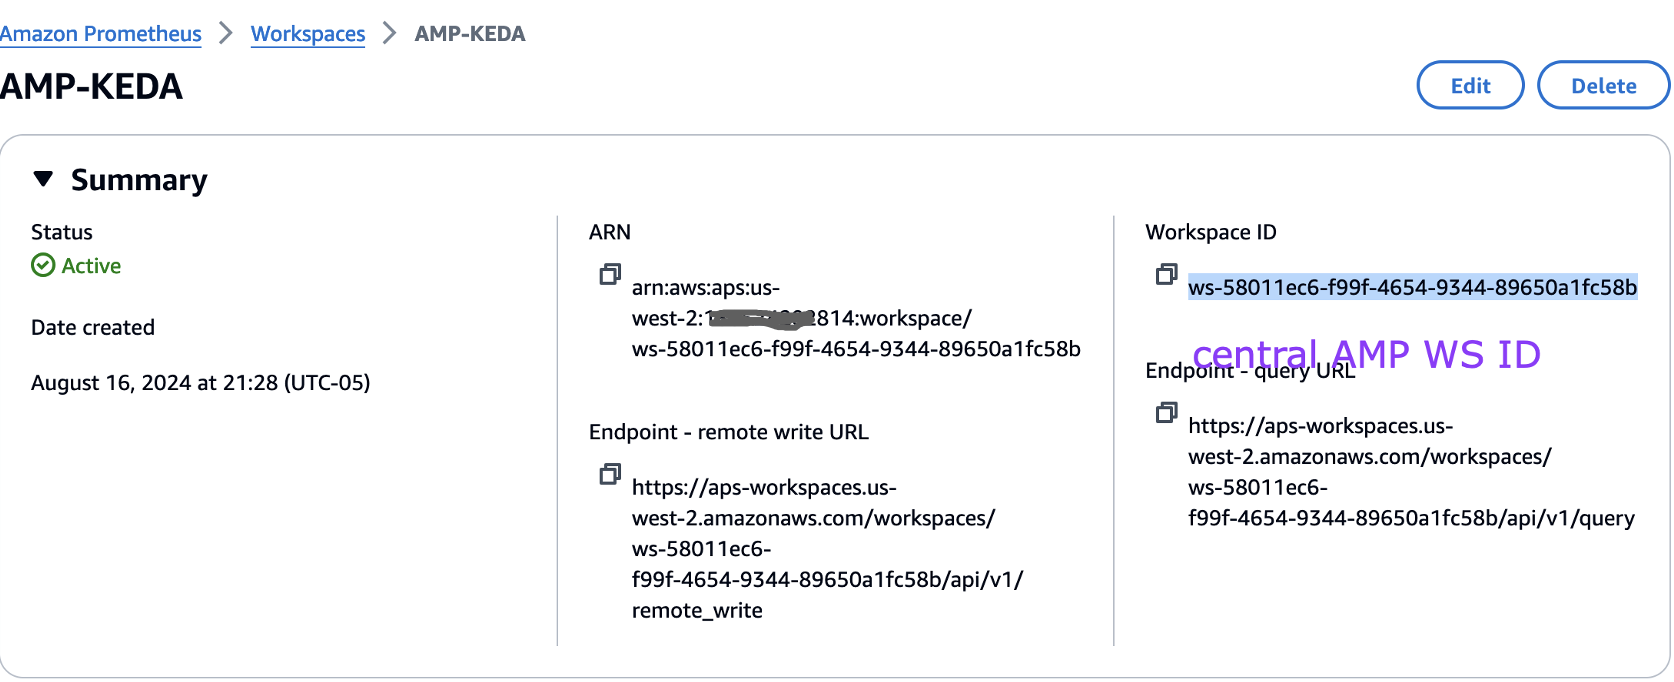 Amazon Prometheus > Workspaces > AMP-KEDA
AMP-KEDA
Edit
Delete
Summary
Status
Active
Date created
August 16, 2024 at 21:28 (UTC-05)
ARN
arn:aws:aps:us-
west-2: 814:workspace/
ws-58011ec6-f99f-4654-9344-89650a1fc58b
Endpoint - remote write URL
https://aps-workspaces.us-
west-2.amazonaws.com/workspaces/
ws-58011ec6-
f99f-4654-9344-89650a1fc58b/api/v1/
remote_write
Workspace ID
ws-58011ec6-f99f-4654-9344-89650a1fc58b
central AMP WS ID
Endpoint - query URL
https://aps-workspaces.us-
west-2.amazonaws.com/workspaces/
ws-58011ec6-
f99f-4654-9344-89650a1fc58b/api/v1/query